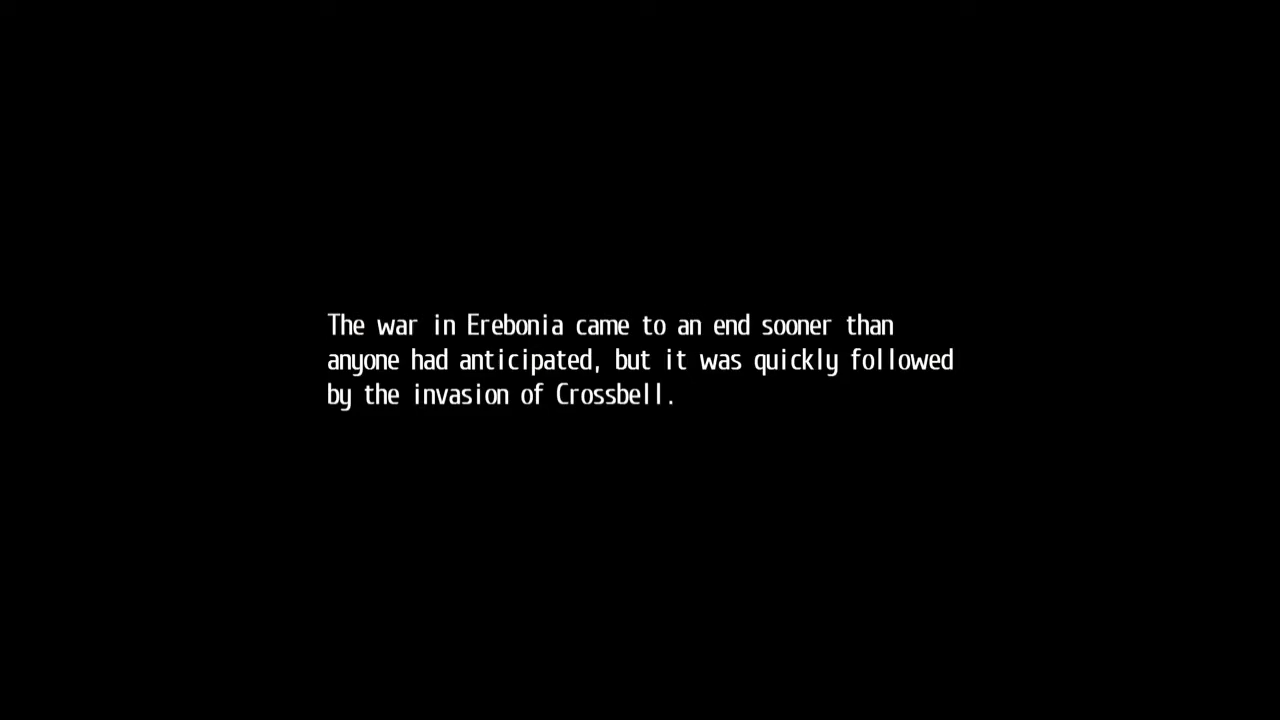 The war in Erebonia came to an end sooner than
anyone had anticipated, but it was quickly followed
by the invasion of Crossbell.